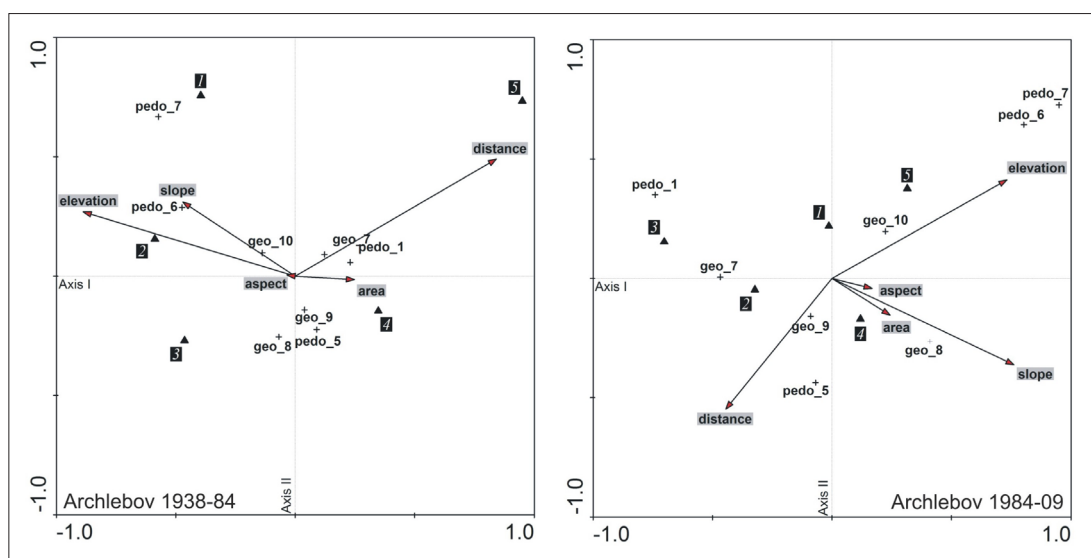 1.0
1
5
pedo_7
distance
slope
elevation
pedo_6
2
geo_10
geo_7
pedo_1
Axis I
aspect
area
geo_9
4
3
geo_8
pedo_5
-1.0
Archlebov 1938-84
Axis II
-1.0
1.0
1.0
pedo_7
pedo_6
elevation
5
pedo_1
1
3
geo_10
geo_7
Axis I
aspect
2
area
geo_9
4
geo_8
slope
pedo_5
distance
-1.0
Axis II
Archlebov 1984-09
-1.0
1.0